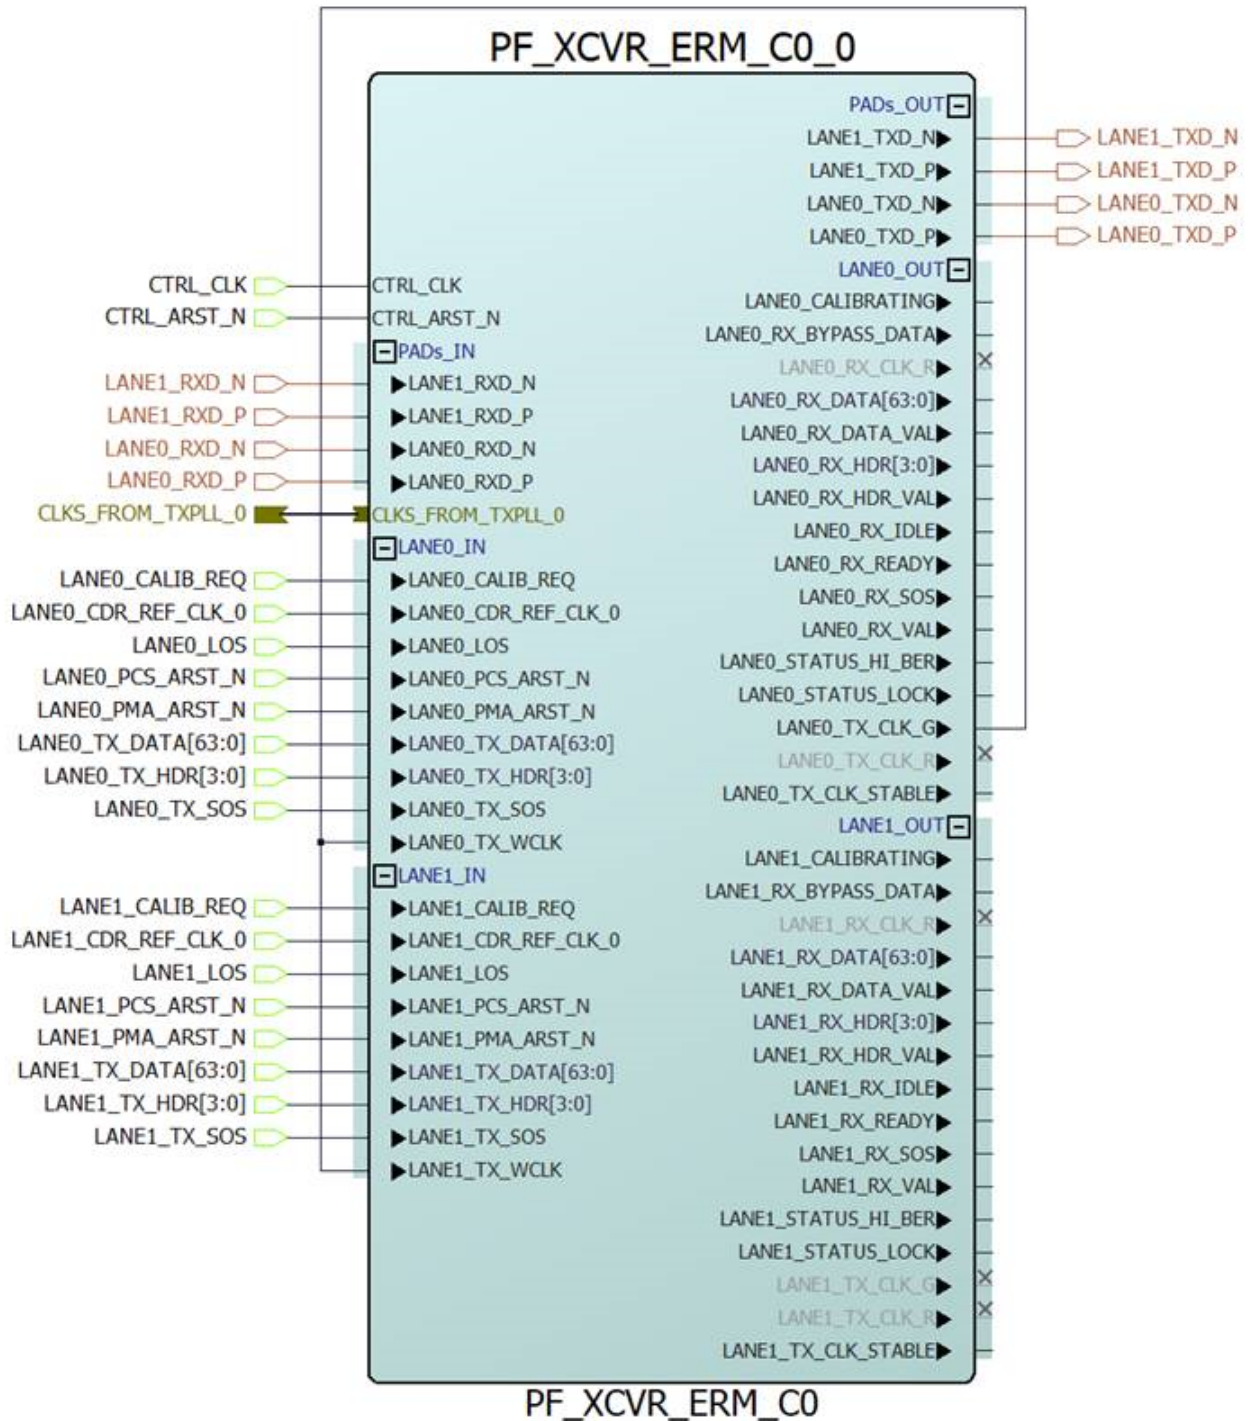 PF_XCVR_ERM_C0_0
CTRL_CLK
CTRL_ARST_N
LANE1_RXD_N
LANE1_RXD_P
LANE0_RXD_N
LANE0_RXD_P
CLKS_FROM_TXPLL_0
LANE0_CALIB_REQ
LANE0_CDR_REF_CLK_0
LANE0_LOS
LANE0_PCS_ARST_N
LANE0_PMA_ARST_N
LANE0_TX_DATA[63:0]
LANE0_TX_HDR[3:0]
LANE0_TX_SOS
LANE1_CALIB_REQ
LANE1_CDR_REF_CLK_0
LANE1_LOS
LANE1_PCS_ARST_N
LANE1_PMA_ARST_N
LANE1_TX_DATA[63:0]
LANE1_TX_HDR[3:0]
LANE1_TX_SOS
CTRL_CLK
CTRL_ARST_N
PADs_IN
LANE1_RXD_N
LANE1_RXD_P
LANE0_RXD_N
LANE0_RXD_P
CLKS_FROM_TXPLL_0
LANE0_IN
LANE0_CALIB_REQ
LANE0_CDR_REF_CLK_0
LANE0_LOS
LANE0_PCS_ARST_N
LANE0_PMA_ARST_N
LANE0_TX_DATA[63:0]
LANE0_TX_HDR[3:0]
LANE0_TX_SOS
LANE0_TX_WCLK
LANE1_IN
LANE1_CALIB_REQ
LANE1_CDR_REF_CLK_0
LANE1_LOS
LANE1_PCS_ARST_N
LANE1_PMA_ARST_N
LANE1_TX_DATA[63:0]
LANE1_TX_HDR[3:0]
LANE1_TX_SOS
LANE1_TX_WCLK
PADs_OUT
LANE1_TXD_N
LANE1_TXD_P
LANE0_TXD_N
LANE0_TXD_P
LANE0_OUT
LANE0_CALIBRATING
LANE0_RX_BYPASS_DATA
LANE0_RX_CLK_R
LANE0_RX_DATA[63:0]
LANE0_RX_DATA_VAL
LANE0_RX_HDR[3:0]
LANE0_RX_HDR_VAL
LANE0_RX_IDLE
LANE0_RX_READY
LANE0_RX_SOS
LANE0_RX_VAL
LANE0_STATUS_HI_BER
LANE0_STATUS_LOCK
LANE0_TX_CLK_G
LANE0_TX_CLK_R
LANE0_TX_CLK_STABLE
LANE1_OUT
LANE1_CALIBRATING
LANE1_RX_BYPASS_DATA
LANE1_RX_CLK_R
LANE1_RX_DATA[63:0]
LANE1_RX_DATA_VAL
LANE1_RX_HDR[3:0]
LANE1_RX_HDR_VAL
LANE1_RX_IDLE
LANE1_RX_READY
LANE1_RX_SOS
LANE1_RX_VAL
LANE1_STATUS_HI_BER
LANE1_STATUS_LOCK
LANE1_TX_CLK_G
LANE1_TX_CLK_R
LANE1_TX_CLK_STABLE
LANE1_TXD_N
LANE1_TXD_P
LANE0_TXD_N
LANE0_TXD_P
PF_XCVR_ERM_C0